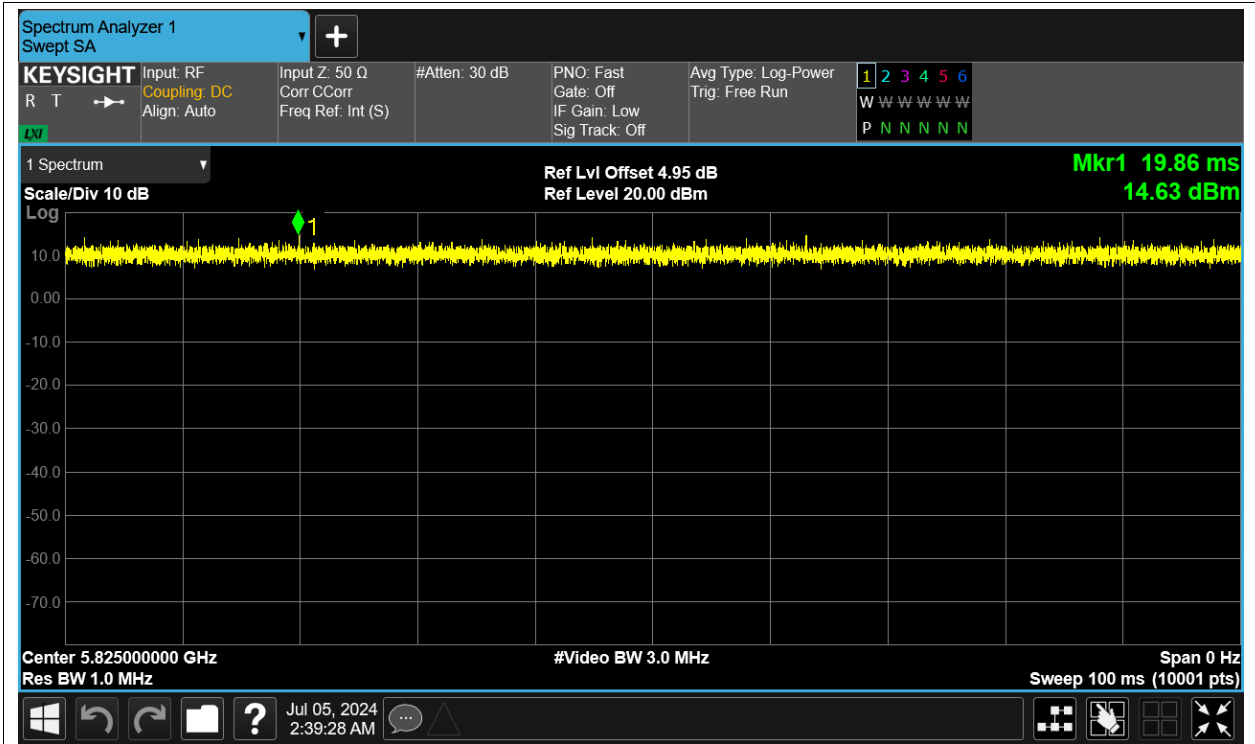 Spectrum Analyzer 1
Swept SA
KEYSIGHT
R T
LXI
Input: RF
Coupling: DC
Align: Auto
Input Z: 50 Ω
Corr CCorr
Freq Ref: Int (S)
#Atten: 30 dB
PNO: Fast
Gate: Off
IF Gain: Low
Sig Track: Off
Avg Type: Log-Power
Trig: Free Run
1 2 3 4 5 6
W W W W W W
P N N N N N
1 Spectrum
Scale/Div 10 dB
Ref Lvl Offset 4.95 dB
Ref Level 20.00 dBm
Mkr1 19.86 ms
14.63 dBm
Log
1
10.0
0.00
-10.0
-20.0
-30.0
-40.0
-50.0
-60.0
-70.0
Center 5.825000000 GHz
Res BW 1.0 MHz
#Video BW 3.0 MHz
Span 0 Hz
Sweep 100 ms (10001 pts)
?
Jul 05, 2024
2:39:28 AM